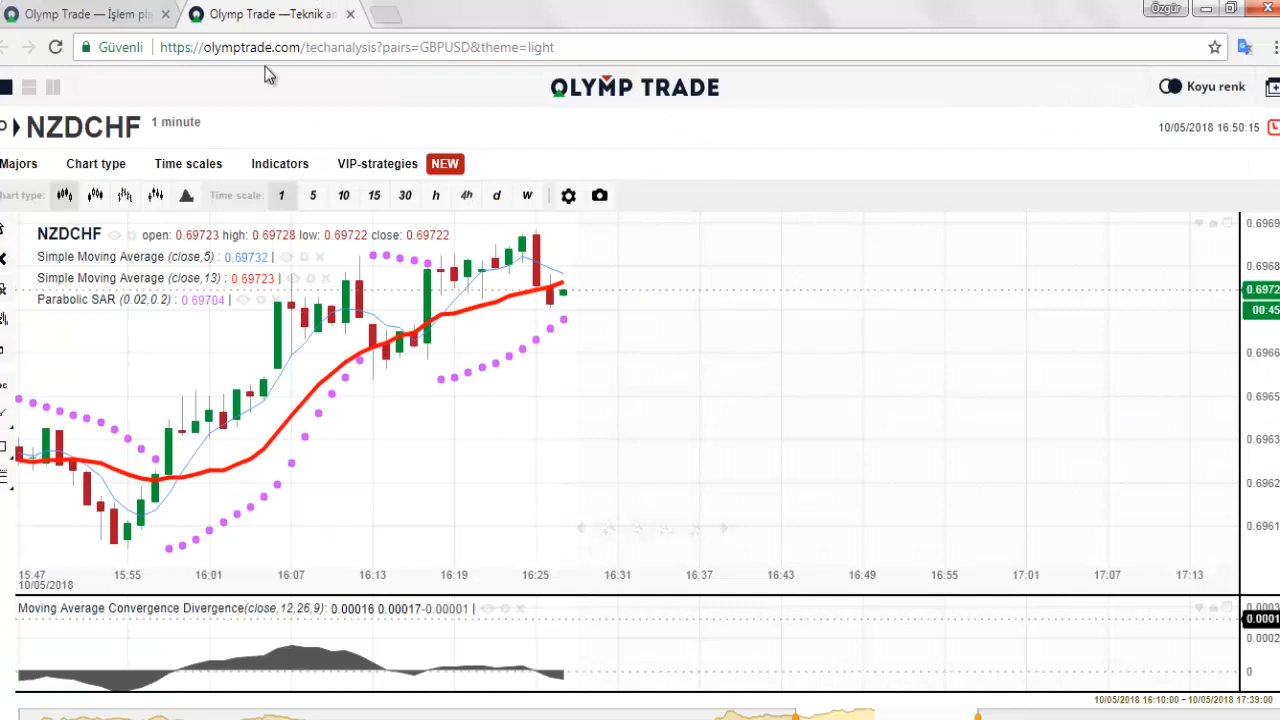 Olymp Trade —İşlem pl
Olymp Trade —Teknik an
Özgür
Güvenli
https://olymptrade.com/techanalysis?pairs=GBPUSD&theme=light
OLYMP TRADE
Koyu renk
NZDCHF 1 minute
10/05/2018 16:50:15
Majors Chart type Time scales Indicators VIP-strategies NEW
hart type: Time scale: 1 5 10 15 30 h 4h d w
NZDCHF open: 0.69723 high: 0.69728 low: 0.69722 close: 0.69722
Simple Moving Average (close,5) : 0.69732 |
Simple Moving Average (close,13) : 0.69723 |
Parabolic SAR (0.02,0.2) : 0.69704 |
0.6969
0.6972
00:45
0.6966
0.6965
0.6963
0.6962
0.6961
15:47 15:55 16:01 16:07 16:13 16:19 16:25 16:31 16:37 16:43 16:49 16:55 17:01 17:07 17:13
10/05/2018
Moving Average Convergence Divergence(close,12,26,9): 0.00016 0.00017-0.00001 |
0.0003
0.0001
0.0002
0
10/05/2018 16:10:00 - 10/05/2018 17:39:00